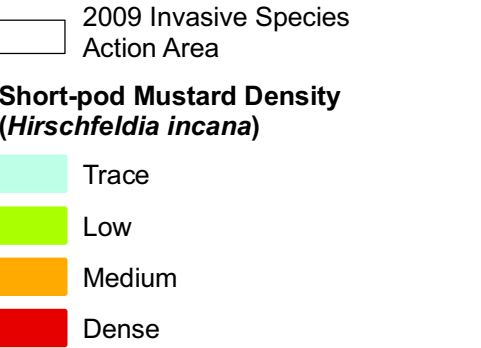 2009 Invasive Species
Action Area
Short-pod Mustard Density
(Hirschfeldia incana)
Trace
Low
Medium
Dense